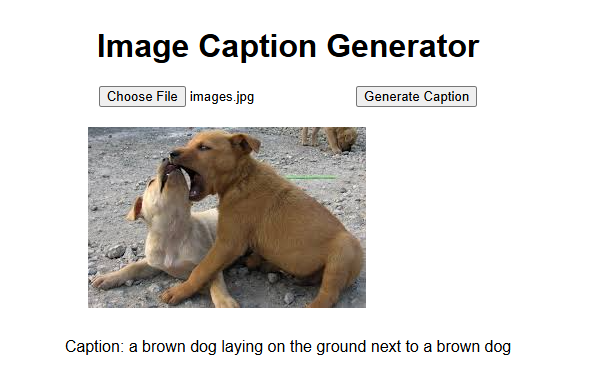 Image Caption Generator
Choose File images.jpg Generate Caption
Caption: a brown dog laying on the ground next to a brown dog